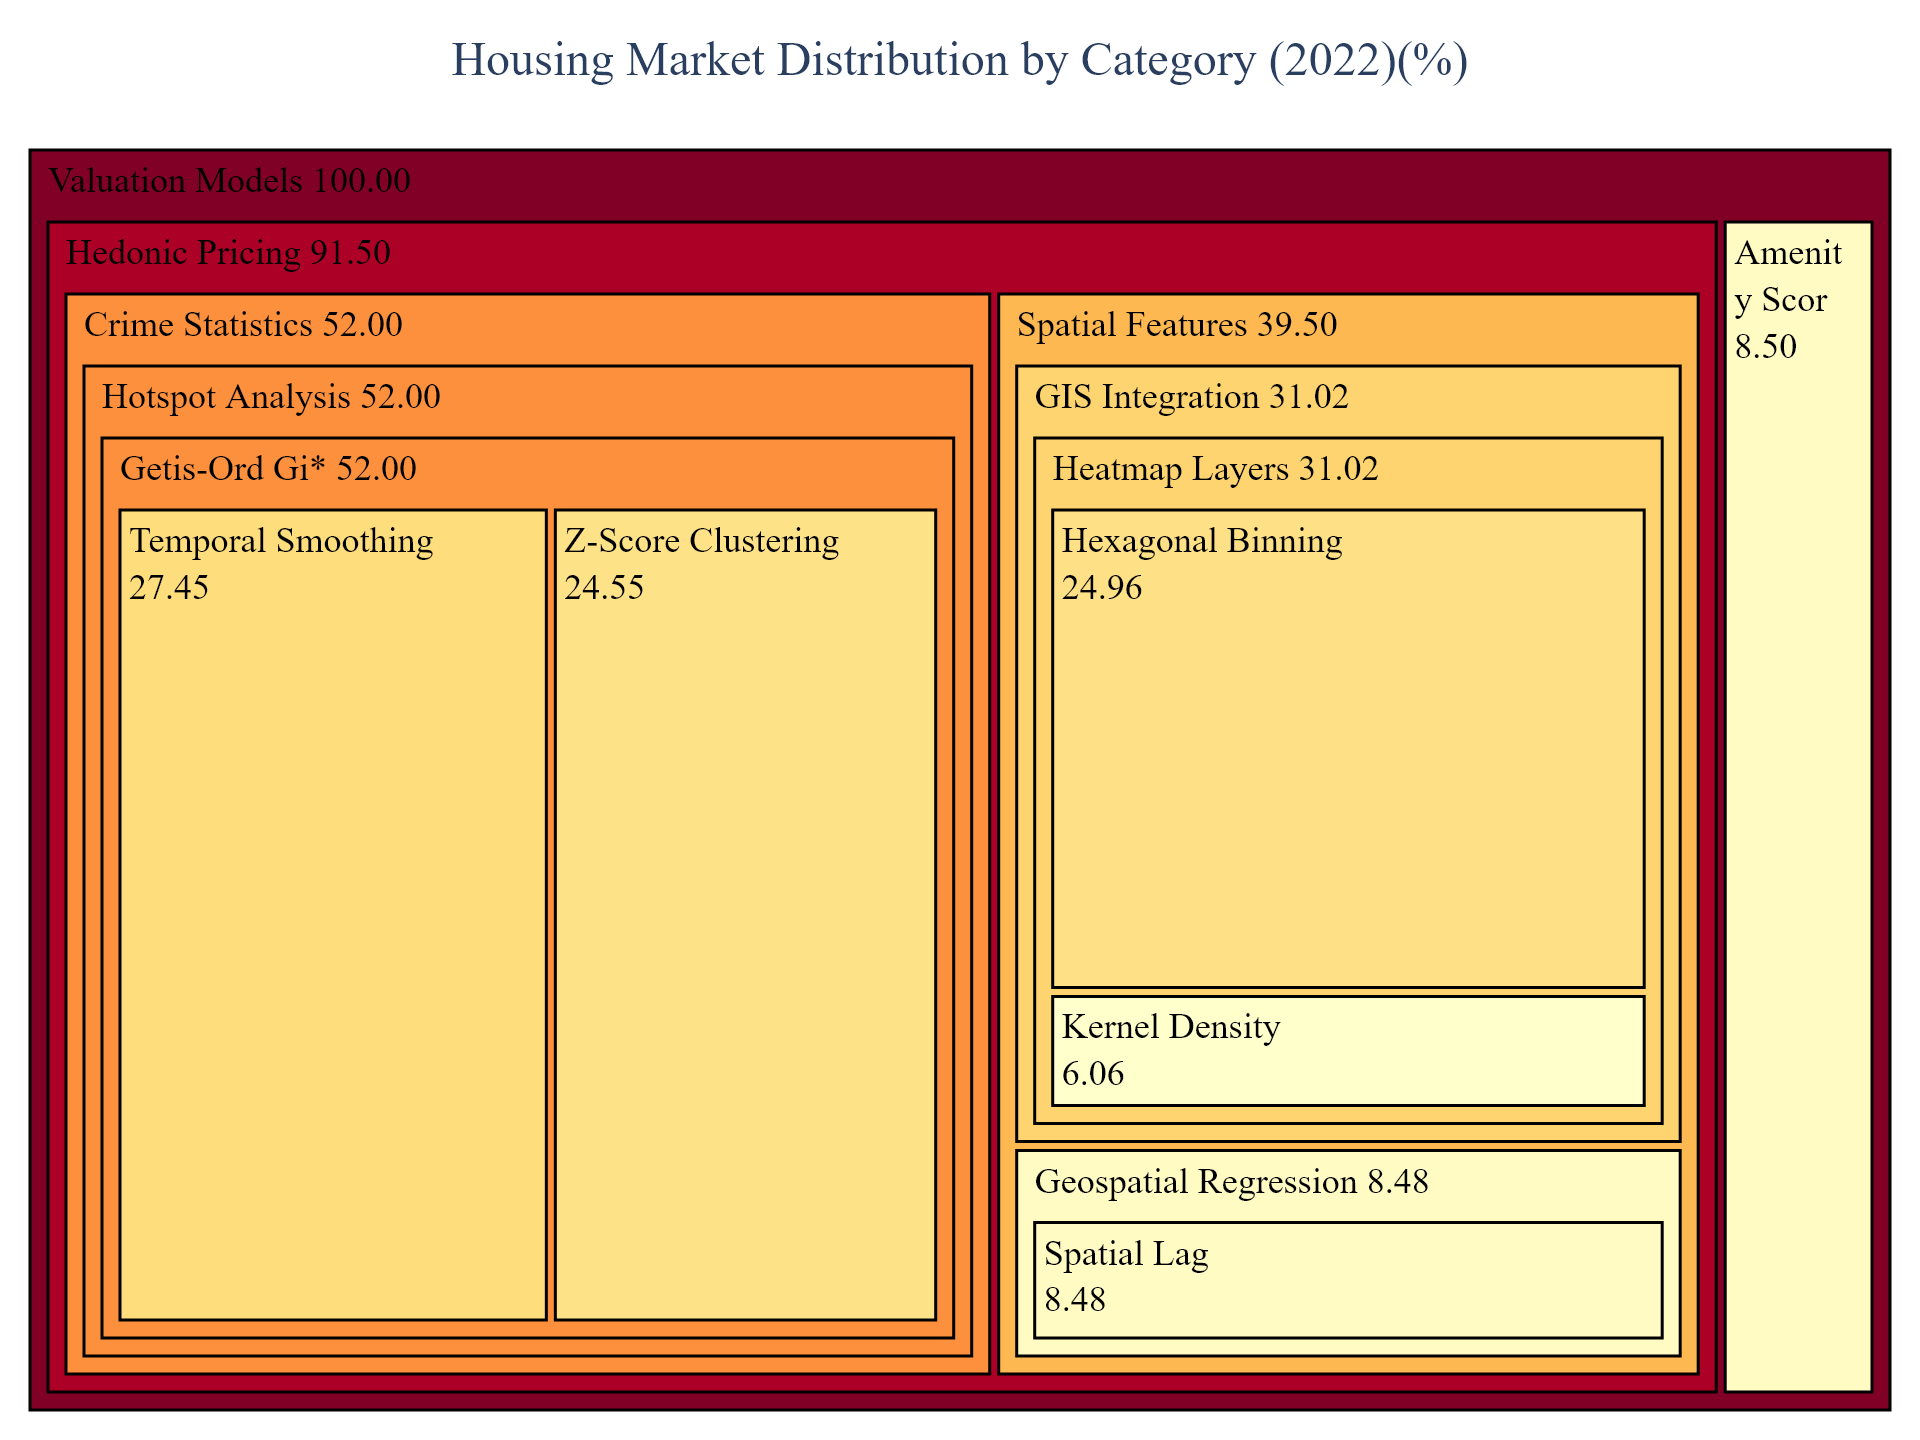 Housing Market Distribution by Category (2022)(%)
Valuation Models 100.00
Hedonic Pricing 91.50
Crime Statistics 52.00
Hotspot Analysis 52.00
Getis-Ord Gi* 52.00
Temporal Smoothing
27.45
Z-Score Clustering
24.55
Spatial Features 39.50
GIS Integration 31.02
Heatmap Layers 31.02
Hexagonal Binning
24.96
Kernel Density
6.06
Geospatial Regression 8.48
Spatial Lag
8.48
Amenit
y Scor
8.50